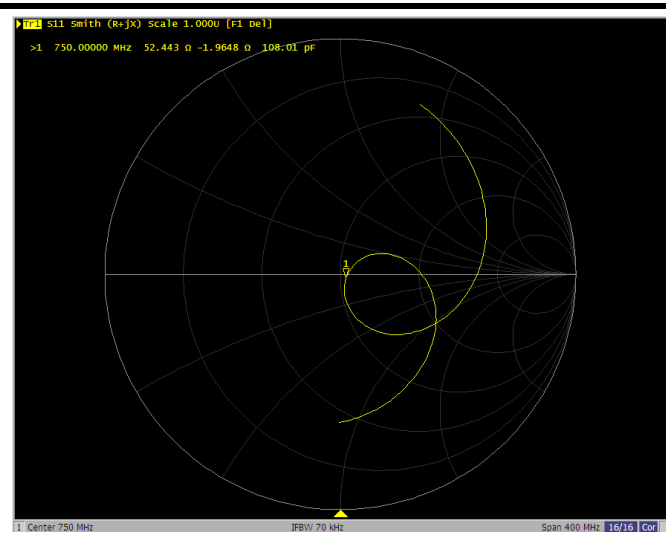 Tr1 S11 Smith (R+jX) Scale 1.000U [F1 Del]
>1 750.00000 MHz 52.443 Ω -1.9648 Ω 108.01 pF
1
1 Center 750 MHz IFBW 70 kHz Span 400 MHz 16/16 Cor